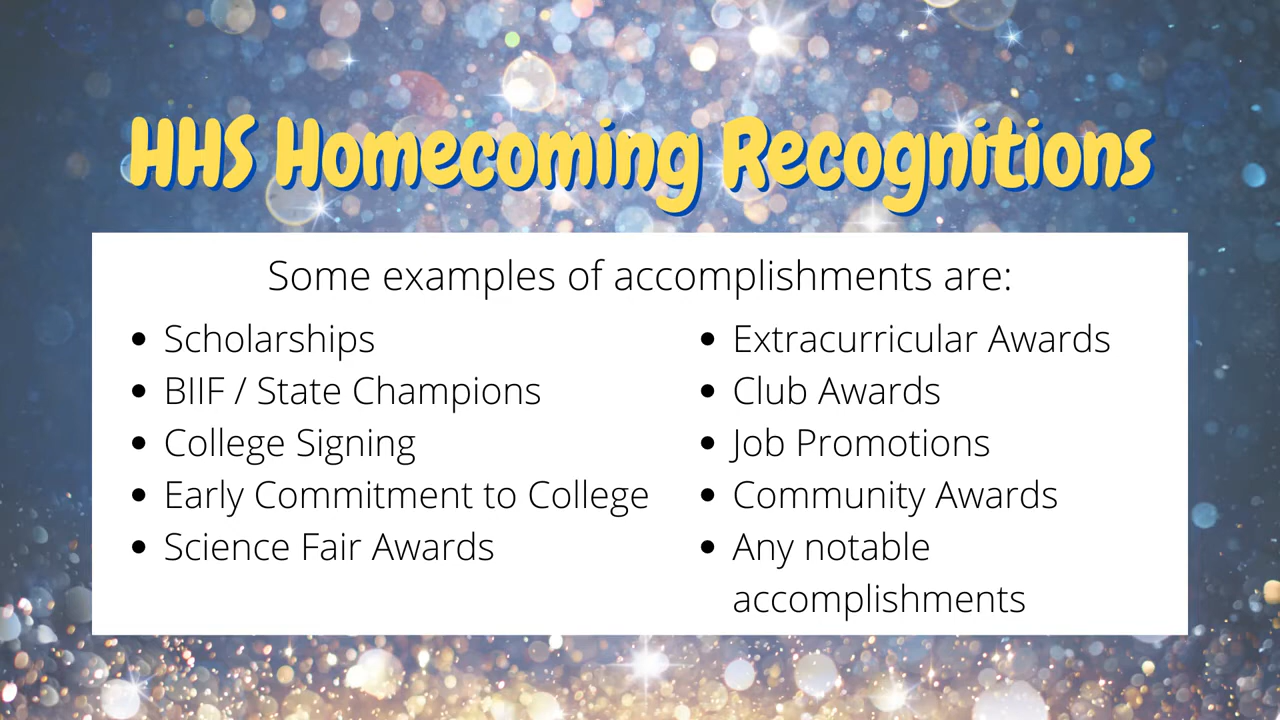 HHS Homecoming Recognitions
Some examples of accomplishments are:
• Scholarships
• BIIF / State Champions
• College Signing
• Early Commitment to College
• Science Fair Awards
• Extracurricular Awards
• Club Awards
• Job Promotions
• Community Awards
• Any notable
accomplishments